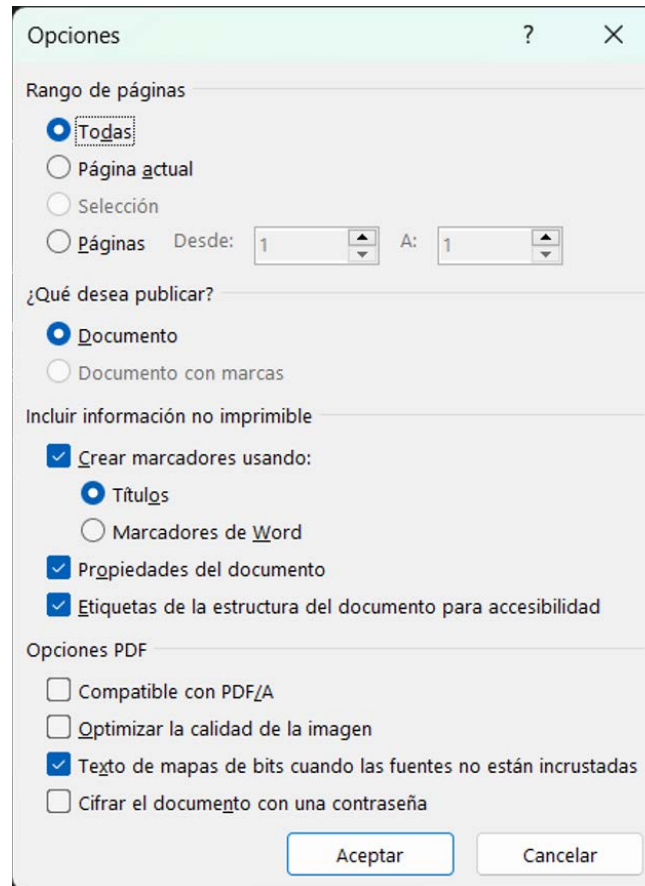 Opciones
Rango de páginas
Todas
Página actual
Selección
Páginas Desde: 1 A: 1
¿Qué desea publicar?
Documento
Documento con marcas
Incluir información no imprimible
Crear marcadores usando:
Títulos
Marcadores de Word
Propiedades del documento
Etiquetas de la estructura del documento para accesibilidad
Opciones PDF
Compatible con PDF/A
Optimizar la calidad de la imagen
Texto de mapas de bits cuando las fuentes no están incrustadas
Cifrar el documento con una contraseña
Aceptar Cancelar